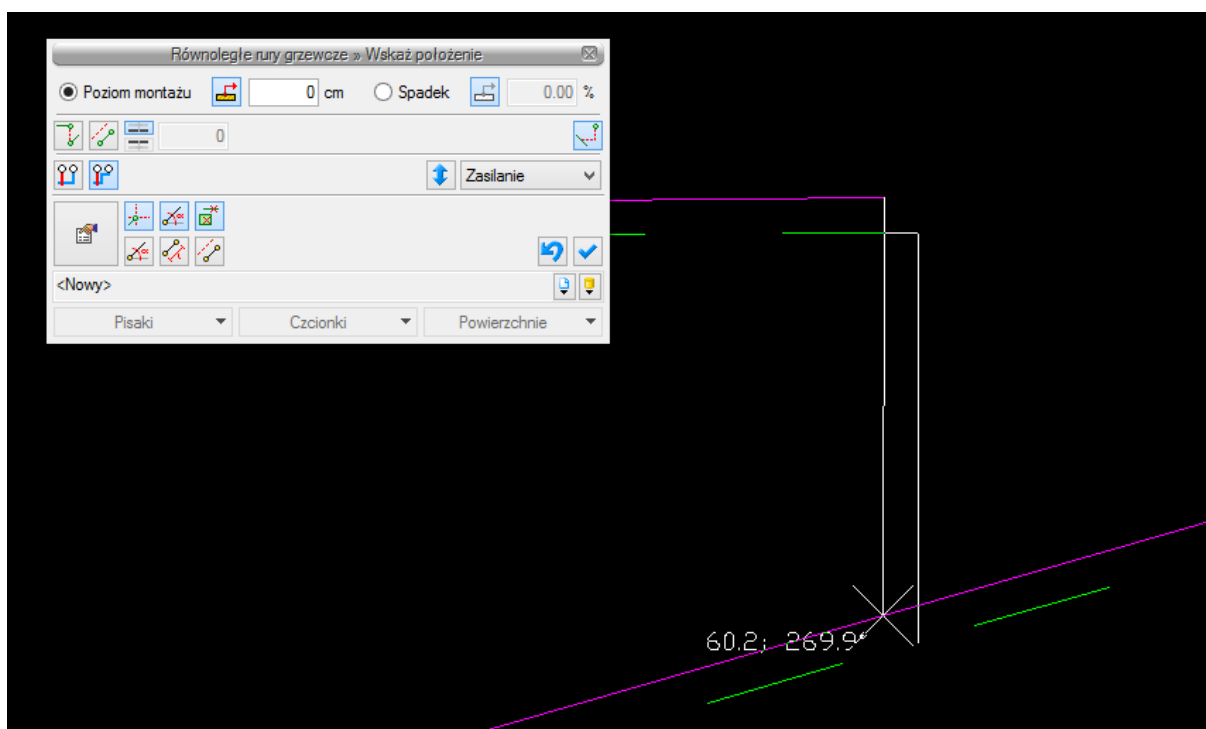 Równoległe rury grzewcze » Wskaż położenie
Poziom montażu 0 cm Spadek 0.00 %
0
Zasilanie
<Nowy>
Pisaki Czcionki Powierzchnie
60.2; 269.9°